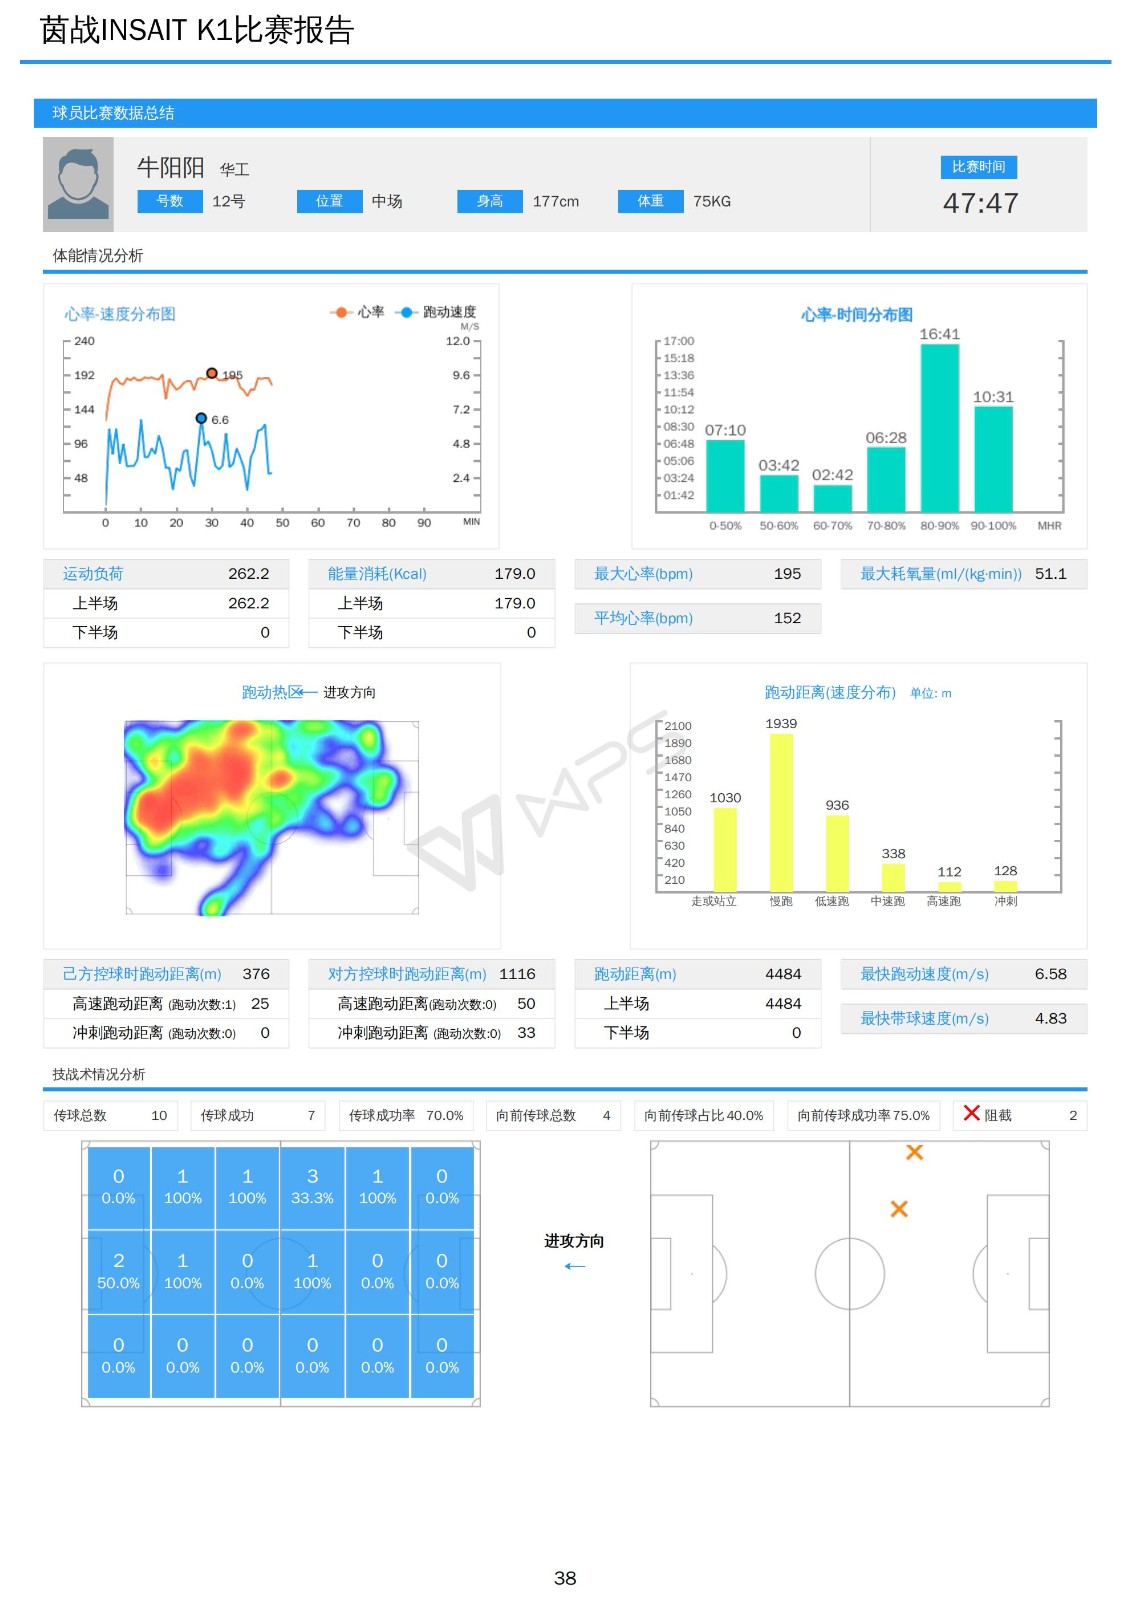 茵战INSAIT K1比赛报告
球员比赛数据总结
牛阳阳 华工
比赛时间
号数 12号 位置 中场 身高 177cm 体重 75KG
47:47
体能情况分析
心率-速度分布图 心率 跑动速度
M/S
240 12.0
192 9.6
144 7.2
96 4.8
48 2.4
195
6.6
0 10 20 30 40 50 60 70 80 90 MIN
心率-时间分布图
17:00
15:18
13:36
11:54
10:12
08:30
06:48
05:06
03:24
01:42
07:10 03:42 02:42 06:28 16:41 10:31
0-50% 50-60% 60-70% 70-80% 80-90% 90-100% MHR
运动负荷 262.2
上半场 262.2
下半场 0
能量消耗(Kcal) 179.0
上半场 179.0
下半场 0
最大心率(bpm) 195
平均心率(bpm) 152
最大耗氧量(ml/(kg·min)) 51.1
跑动热区 ← 进攻方向
跑动距离(速度分布) 单位: m
2100
1890
1680
1470
1260
1050
840
630
420
210
1030 1939 936 338 112 128
走或站立 慢跑 低速跑 中速跑 高速跑 冲刺
WPS
己方控球时跑动距离(m) 376
高速跑动距离 (跑动次数:1) 25
冲刺跑动距离 (跑动次数:0) 0
对方控球时跑动距离(m) 1116
高速跑动距离(跑动次数:0) 50
冲刺跑动距离 (跑动次数:0) 33
跑动距离(m) 4484
上半场 4484
下半场 0
最快跑动速度(m/s) 6.58
最快带球速度(m/s) 4.83
技战术情况分析
传球总数 10 传球成功 7 传球成功率 70.0% 向前传球总数 4 向前传球占比 40.0% 向前传球成功率 75.0% 阻截 2
0 1 1 3 1 0
0.0% 100% 100% 33.3% 100% 0.0%
2 1 0 1 0 0
50.0% 100% 0.0% 100% 0.0% 0.0%
0 0 0 0 0 0
0.0% 0.0% 0.0% 0.0% 0.0% 0.0%
进攻方向
←
38